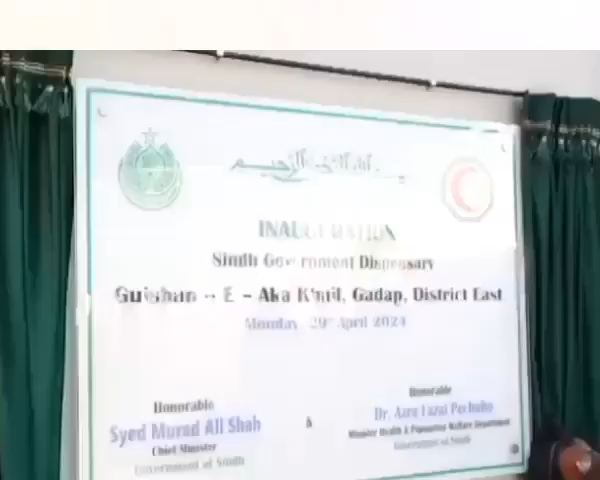 INAUGURATION
Sindh Government Dispensary
Gulshan - E - Aka Khil, Gadap, District East
Monday 29th April 2024
Honorable
Syed Murad Ali Shah
Chief Minister
Government of Sindh
&
Honorable
Dr. Azra Fazal Pechuho
Minister Health & Population Welfare Department
Government of Sindh